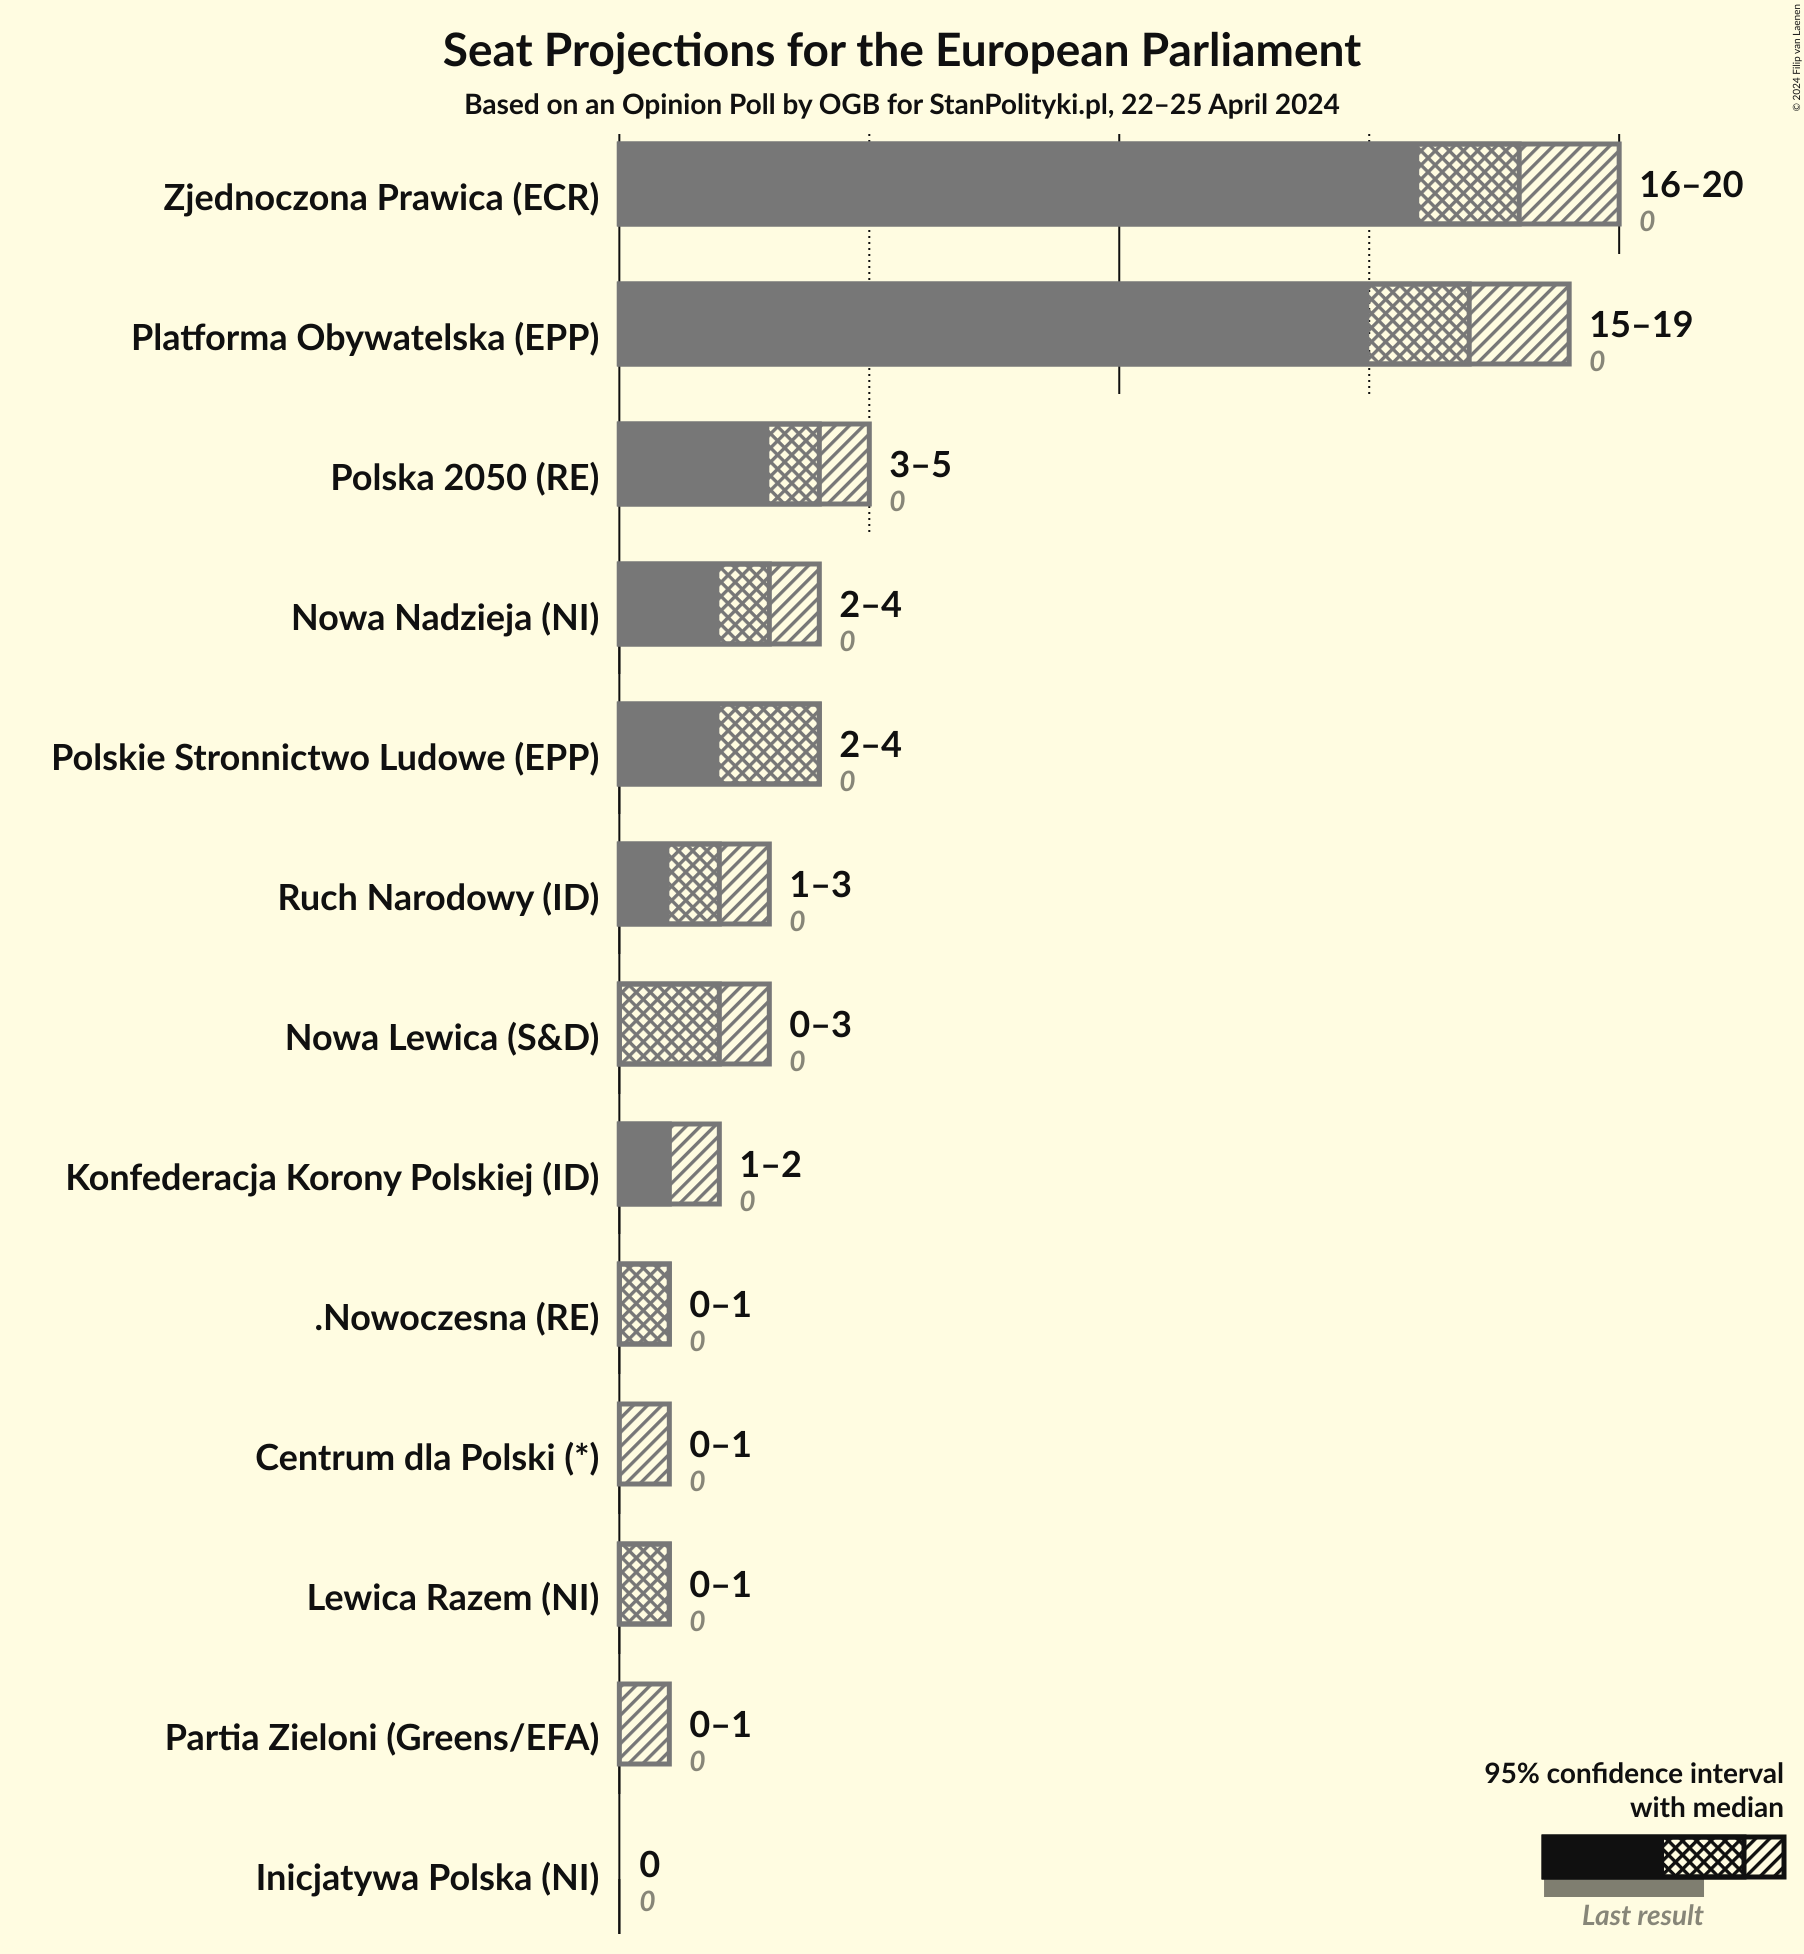 Seat Projections for the European Parliament
Based on an Opinion Poll by OGB for StanPolityki.pl, 22–25 April 2024
© 2024 Filip van Laenen
Zjednoczona Prawica (ECR)
16–20
0
Platforma Obywatelska (EPP)
15–19
0
Polska 2050 (RE)
3–5
0
Nowa Nadzieja (NI)
2–4
0
Polskie Stronnictwo Ludowe (EPP)
2–4
0
Ruch Narodowy (ID)
1–3
0
Nowa Lewica (S&D)
0–3
0
Konfederacja Korony Polskiej (ID)
1–2
0
.Nowoczesna (RE)
0–1
0
Centrum dla Polski (*)
0–1
0
Lewica Razem (NI)
0–1
0
Partia Zieloni (Greens/EFA)
0–1
0
Inicjatywa Polska (NI)
0
0
95% confidence interval
with median
Last result